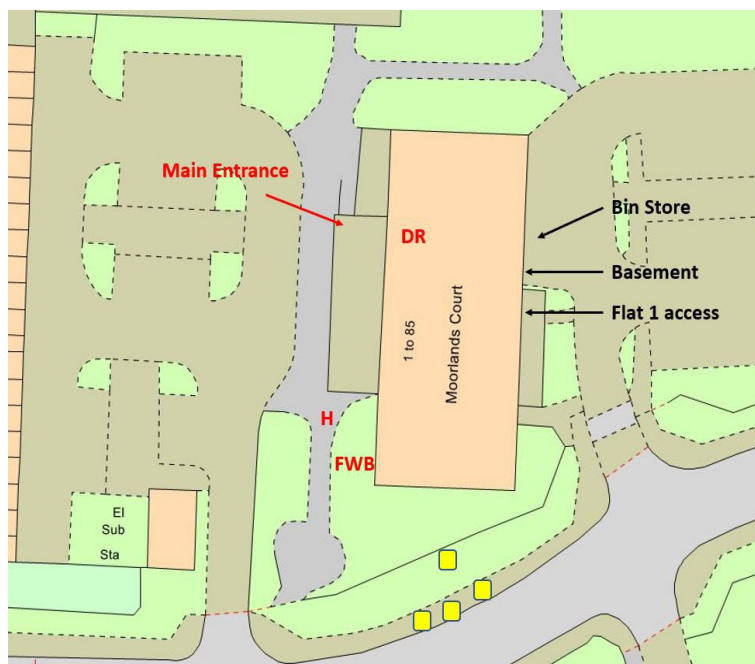 Main Entrance
DR
Bin Store
Basement
Flat 1 access
1 to 85
Moorlands Court
H
FWB
El
Sub
Sta